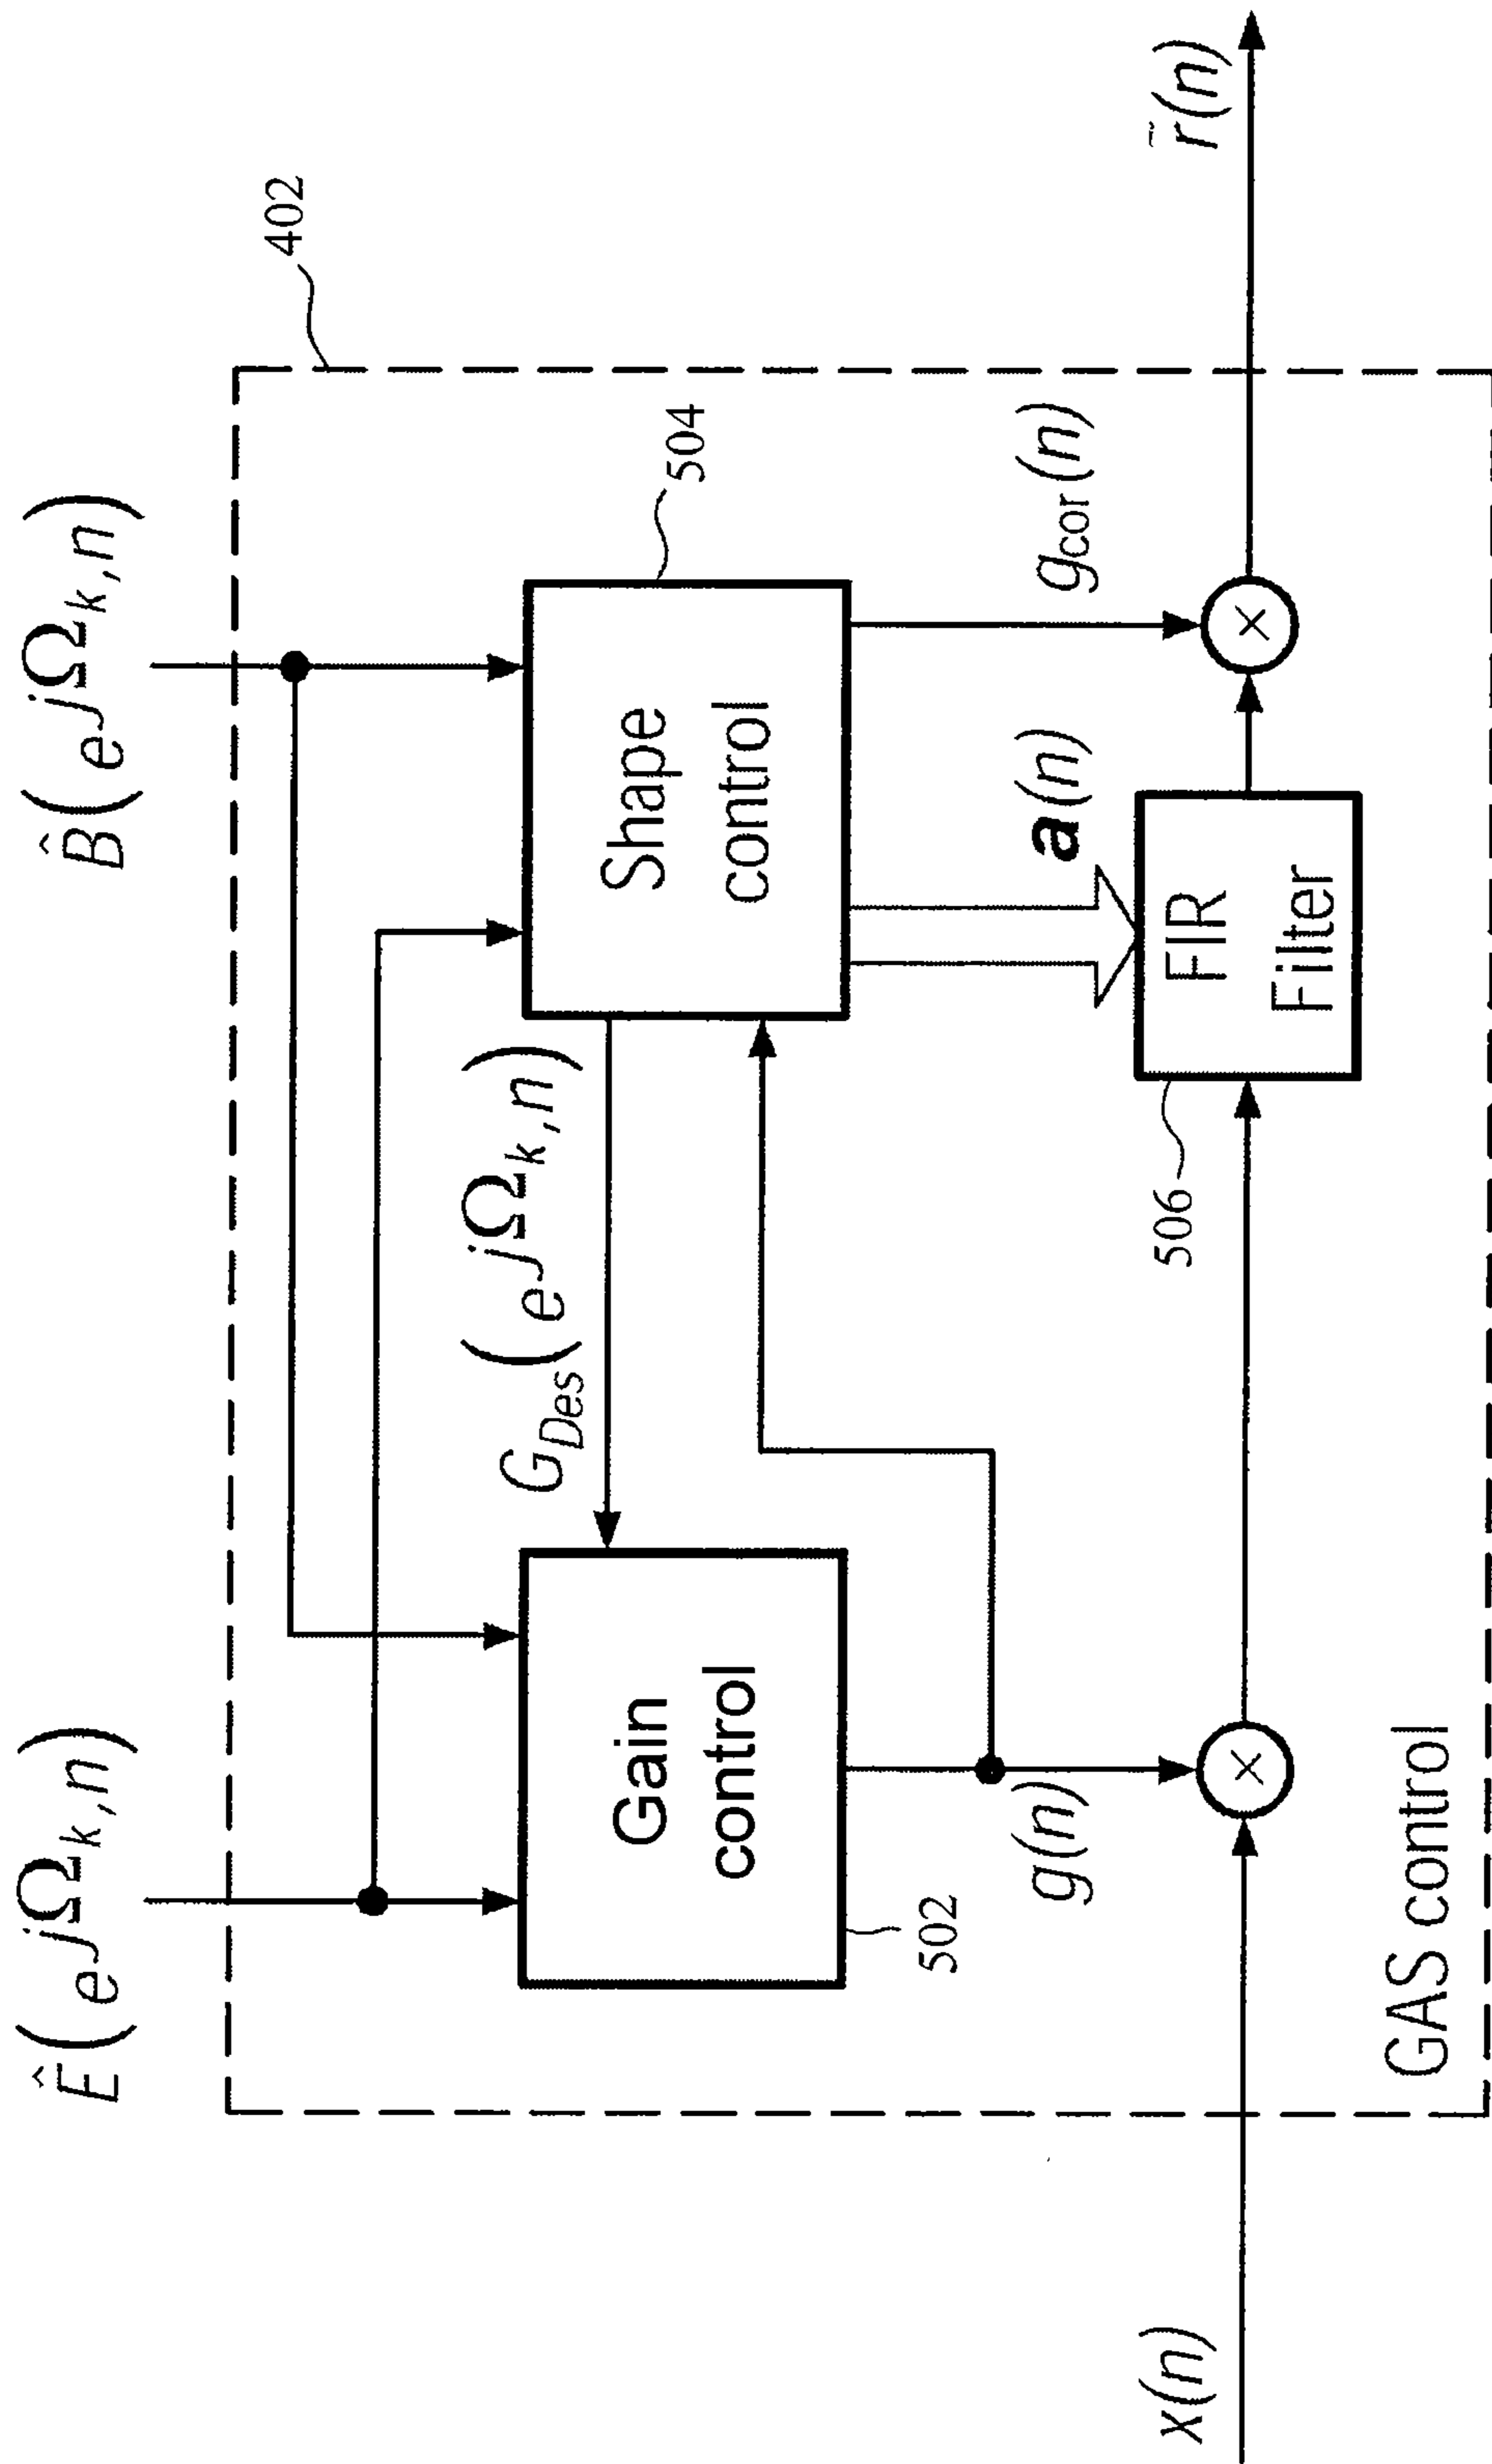 Ê(e^jΩ_k,n)
B̂(e^jΩ_k,n)
402
G_Des(e^jΩ_k,n)
Gain
control
Shape
control
502
504
g(n)
a(n)
g_cor(n)
x(n)
506
FIR
Filter
r̃(n)
GAS control